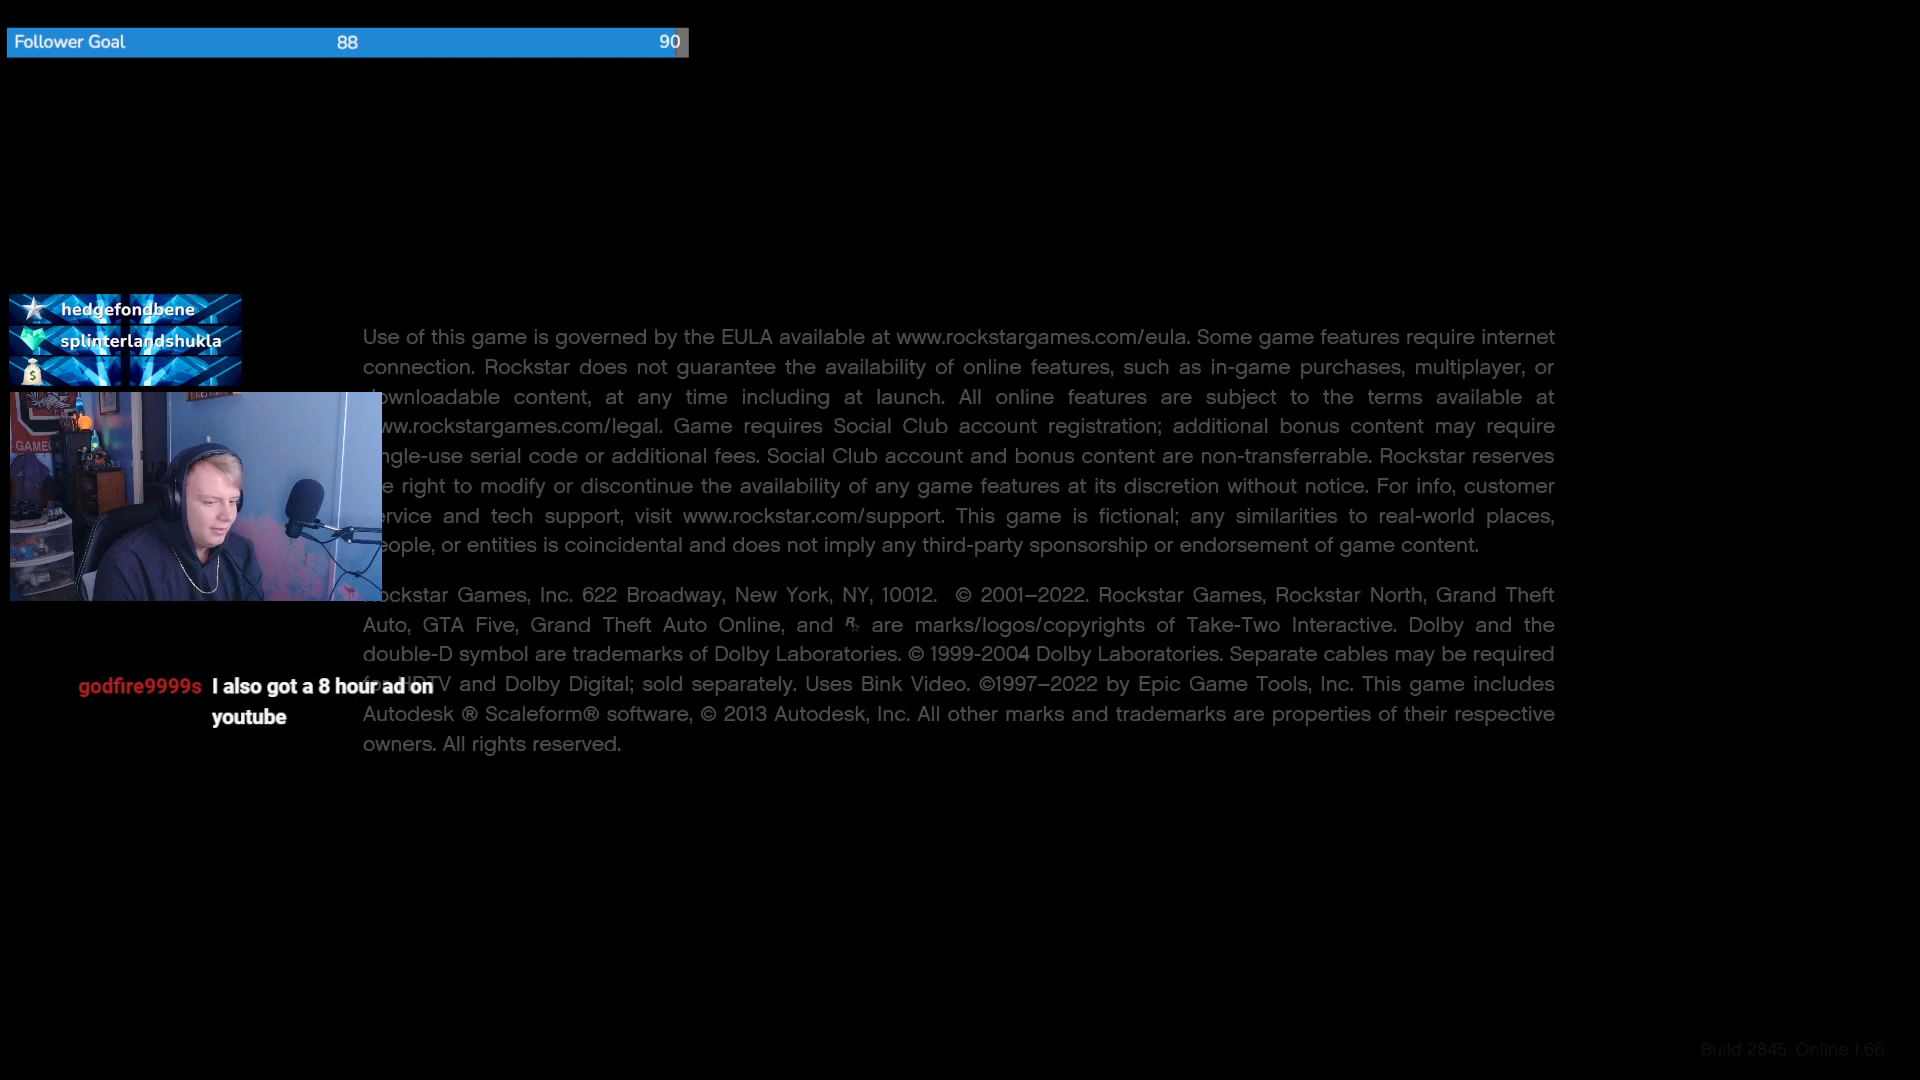 Follower Goal 88 90
hedgefondbene
splinterlandshukla
GAME
Use of this game is governed by the EULA available at www.rockstargames.com/eula. Some game features require internet
connection. Rockstar does not guarantee the availability of online features, such as in-game purchases, multiplayer, or
ownloadable content, at any time including at launch. All online features are subject to the terms available at
ww.rockstargames.com/legal. Game requires Social Club account registration; additional bonus content may require
ngle-use serial code or additional fees. Social Club account and bonus content are non-transferrable. Rockstar reserves
e right to modify or discontinue the availability of any game features at its discretion without notice. For info, customer
ervice and tech support, visit www.rockstar.com/support. This game is fictional; any similarities to real-world places,
eople, or entities is coincidental and does not imply any third-party sponsorship or endorsement of game content.
ockstar Games, Inc. 622 Broadway, New York, NY, 10012. © 2001–2022. Rockstar Games, Rockstar North, Grand Theft
Auto, GTA Five, Grand Theft Auto Online, and R* are marks/logos/copyrights of Take-Two Interactive. Dolby and the
double-D symbol are trademarks of Dolby Laboratories. © 1999-2004 Dolby Laboratories. Separate cables may be required
for HDTV and Dolby Digital; sold separately. Uses Bink Video. ©1997–2022 by Epic Game Tools, Inc. This game includes
Autodesk ® Scaleform® software, © 2013 Autodesk, Inc. All other marks and trademarks are properties of their respective
owners. All rights reserved.
godfire9999s I also got a 8 hour ad on
youtube
Build 2845. Online 1.66.